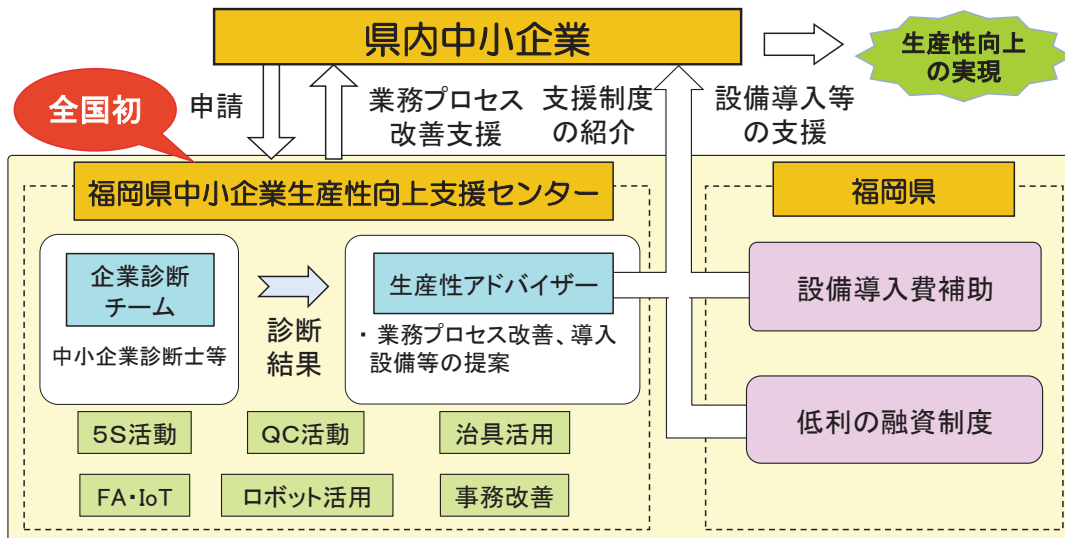 県内中小企業
生産性向上
の実現
全国初
申請
業務プロセス
改善支援
支援制度
の紹介
設備導入等
の支援
福岡県中小企業生産性向上支援センター
福岡県
企業診断
チーム
中小企業診断士等
診断
結果
生産性アドバイザー
・業務プロセス改善、導入
設備等の提案
設備導入費補助
低利の融資制度
5S活動
QC活動
治具活用
FA・IoT
ロボット活用
事務改善